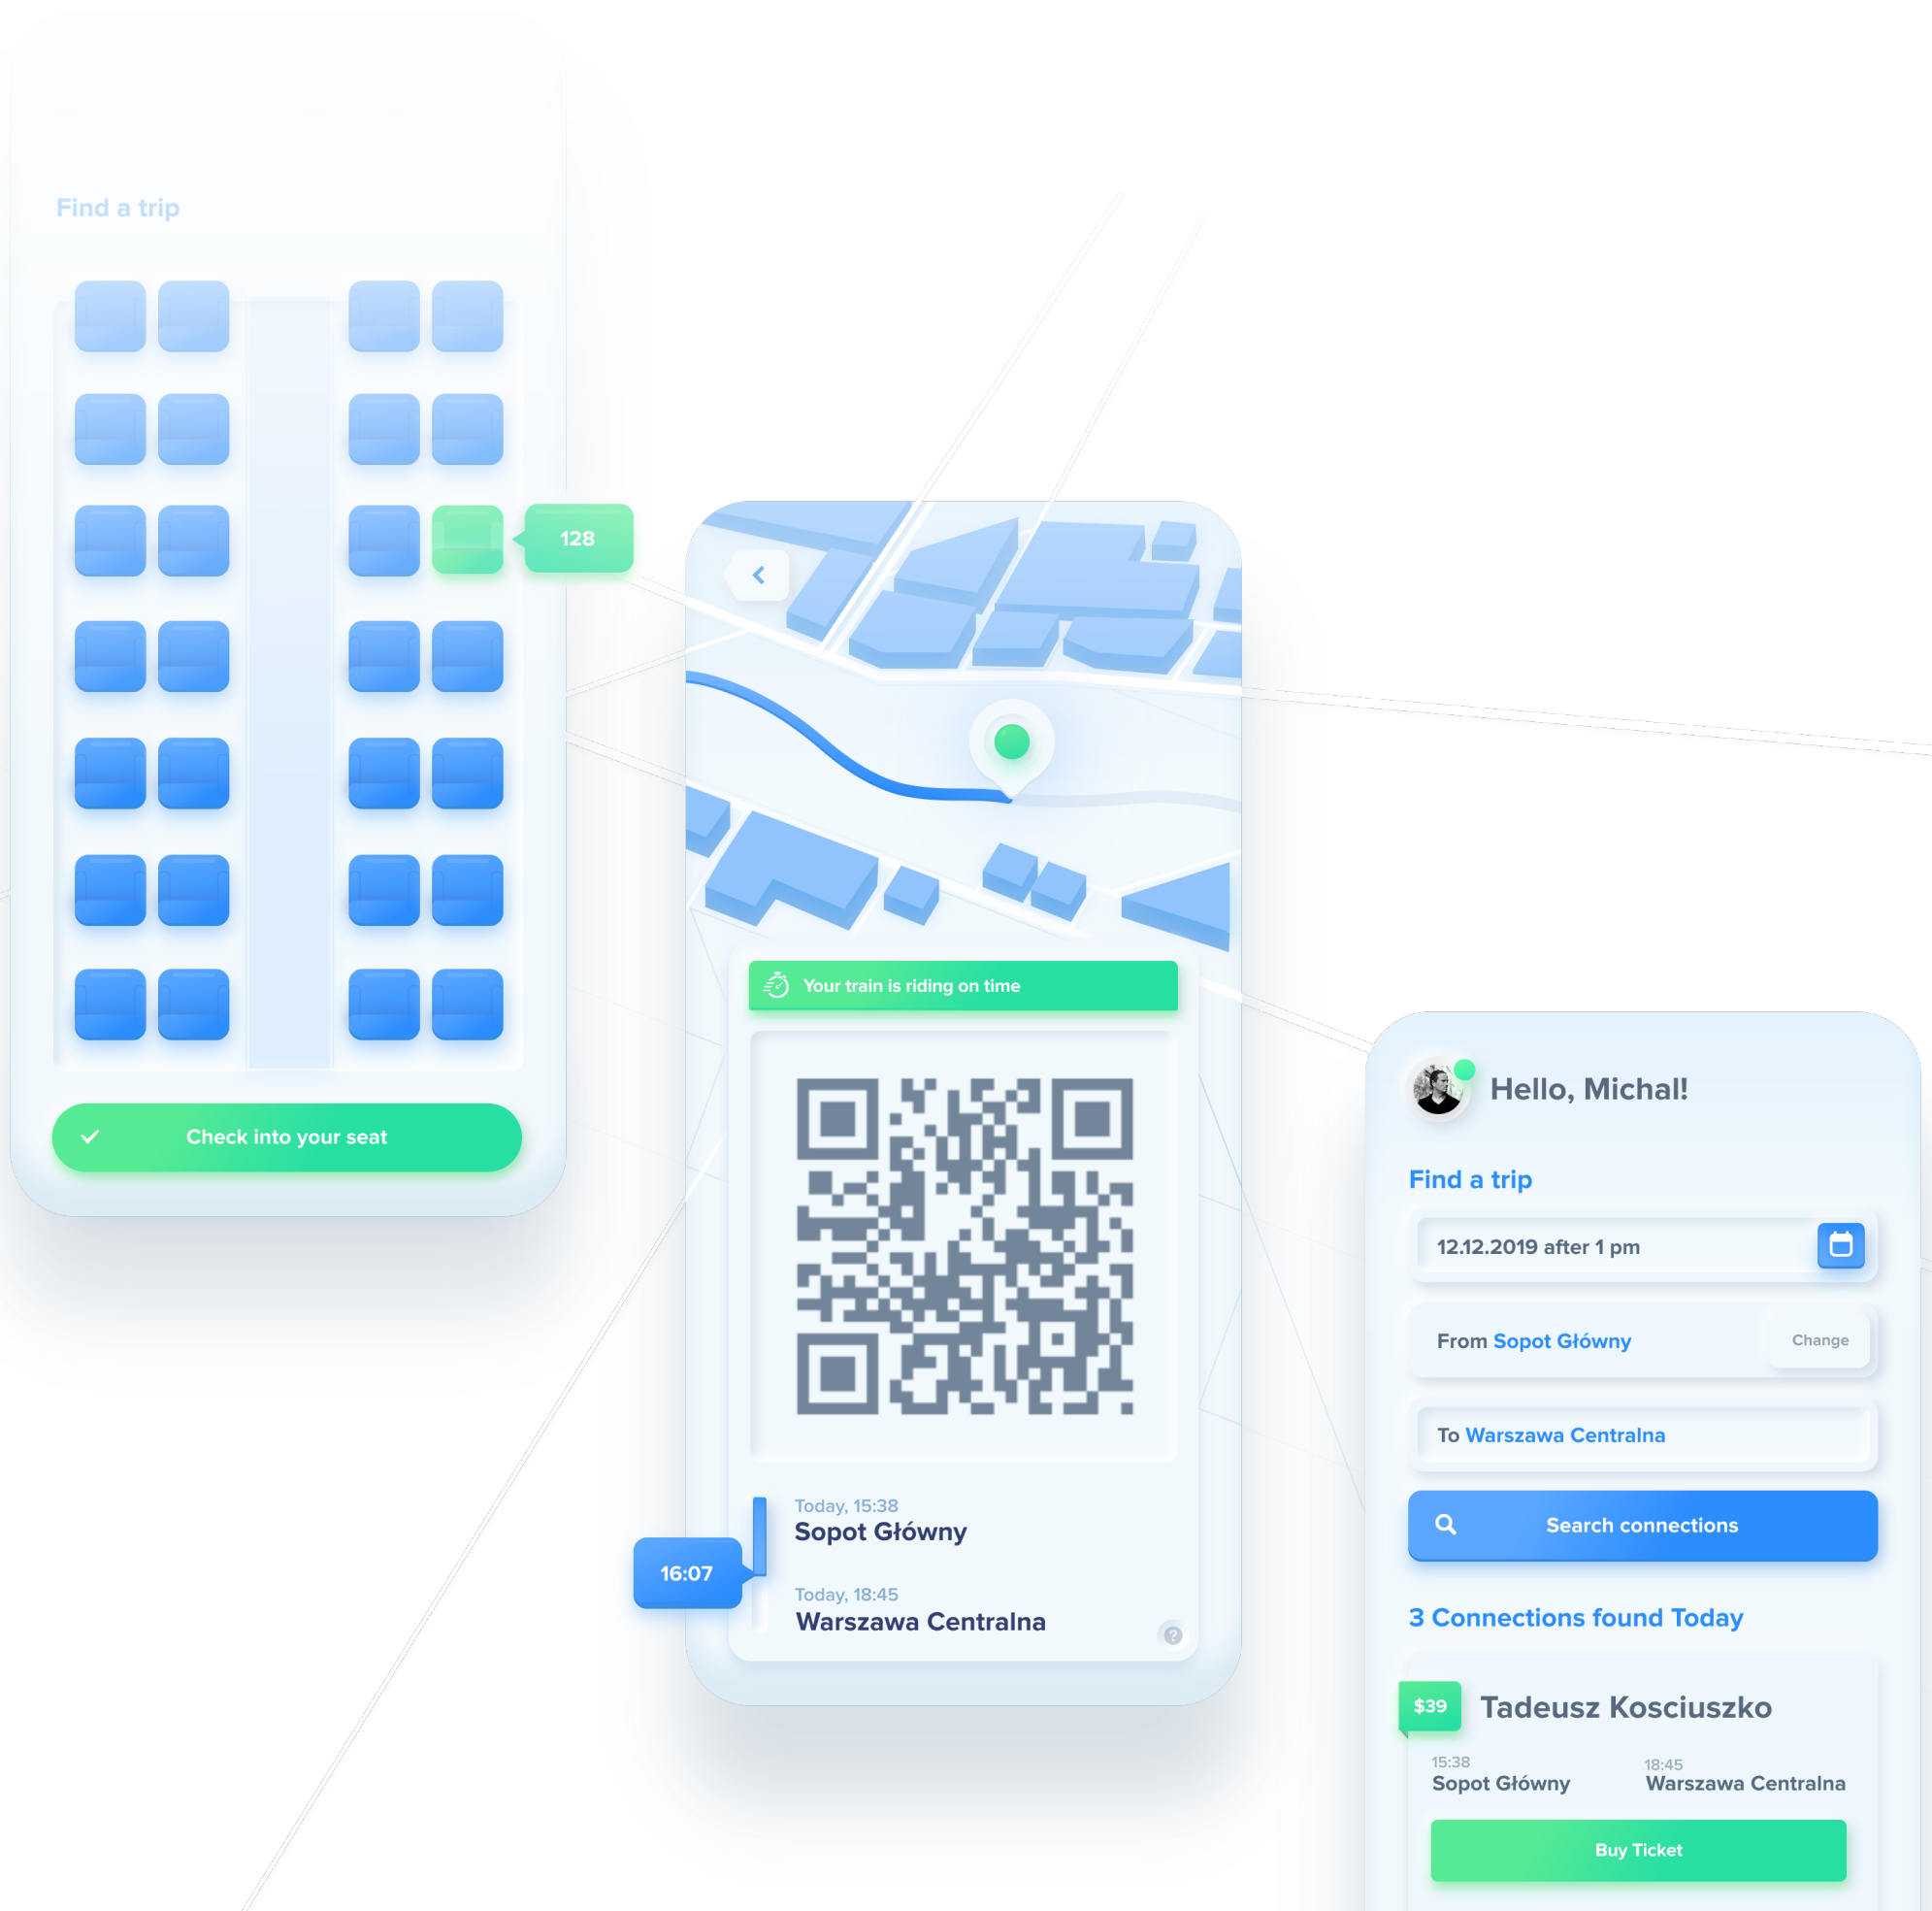 Find a trip
128
Check into your seat
Your train is riding on time
Today, 15:38
Sopot Główny
16:07
Today, 18:45
Warszawa Centralna
?
Hello, Michal!
Find a trip
12.12.2019 after 1 pm
From Sopot Główny
Change
To Warszawa Centralna
Search connections
3 Connections found Today
$39
Tadeusz Kosciuszko
15:38
Sopot Główny
18:45
Warszawa Centralna
Buy Ticket